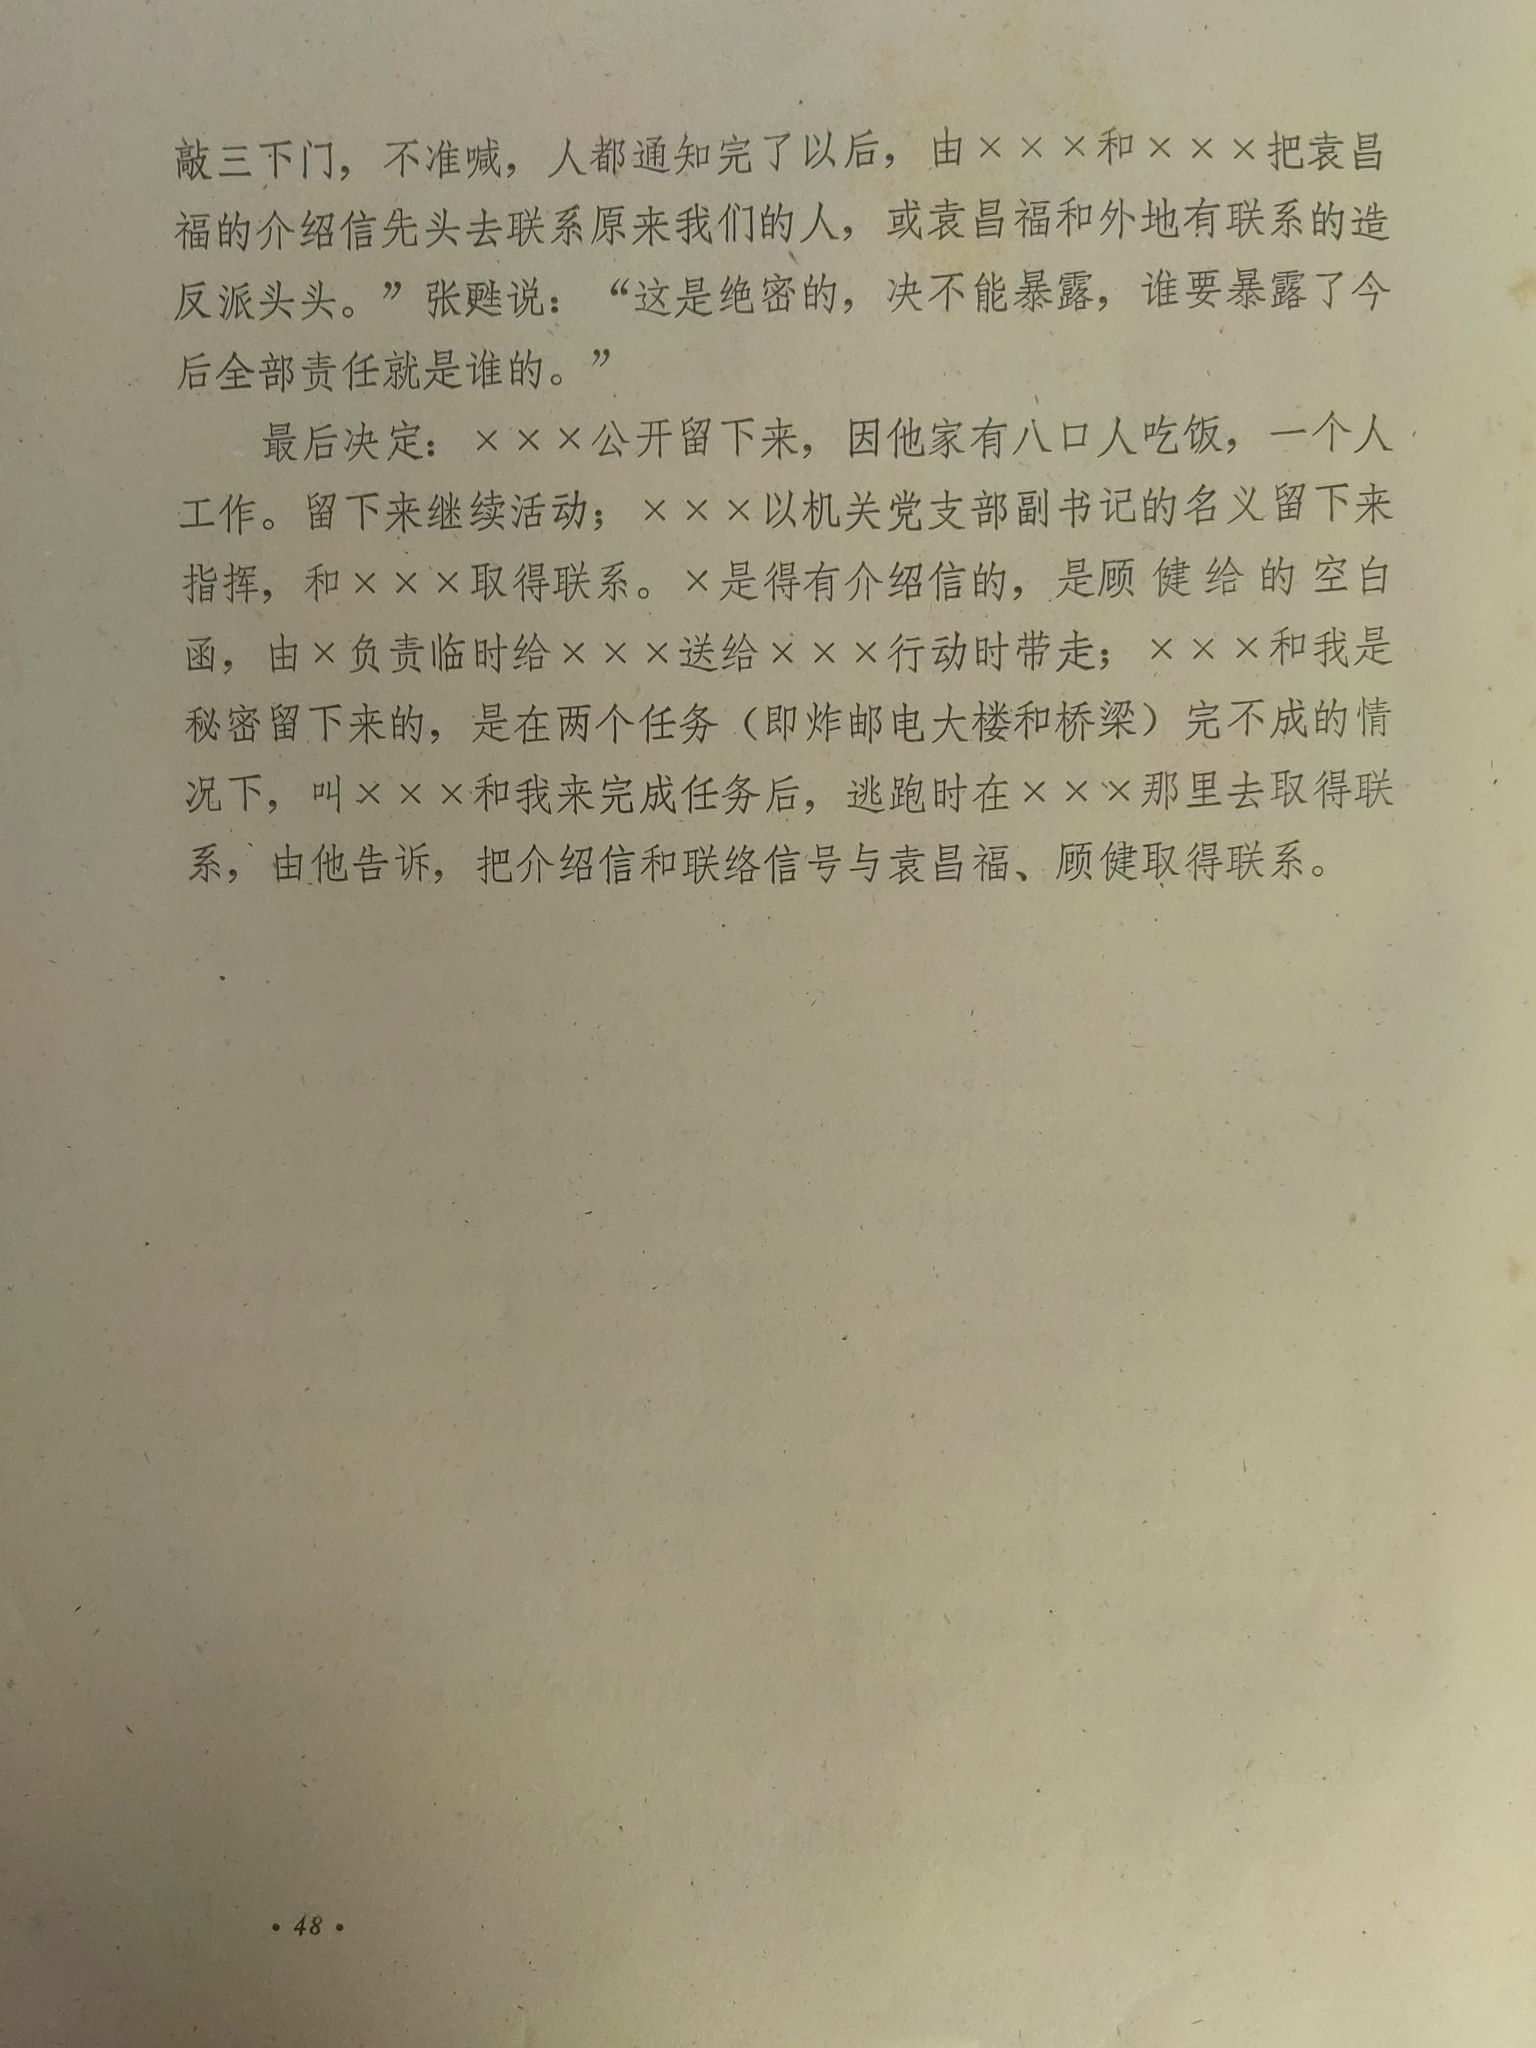 敲三下门，不准喊，人都通知完了以后，由×××和×××把袁昌
福的介绍信先头去联系原来我们的人，或袁昌福和外地有联系的造
反派头头。”张甦说：“这是绝密的，决不能暴露，谁要暴露了今
后全部责任就是谁的。”
最后决定：×××公开留下来，因他家有八口人吃饭，一个人
工作。留下来继续活动；×××以机关党支部副书记的名义留下来
指挥，和×××取得联系。×是得有介绍信的，是顾健给的空白
函，由×负责临时给×××送给×××行动时带走；×××和我是
秘密留下来的，是在两个任务（即炸邮电大楼和桥梁）完不成的情
况下，叫×××和我来完成任务后，逃跑时在×××那里去取得联
系，由他告诉，把介绍信和联络信号与袁昌福、顾健取得联系。
• 48 •